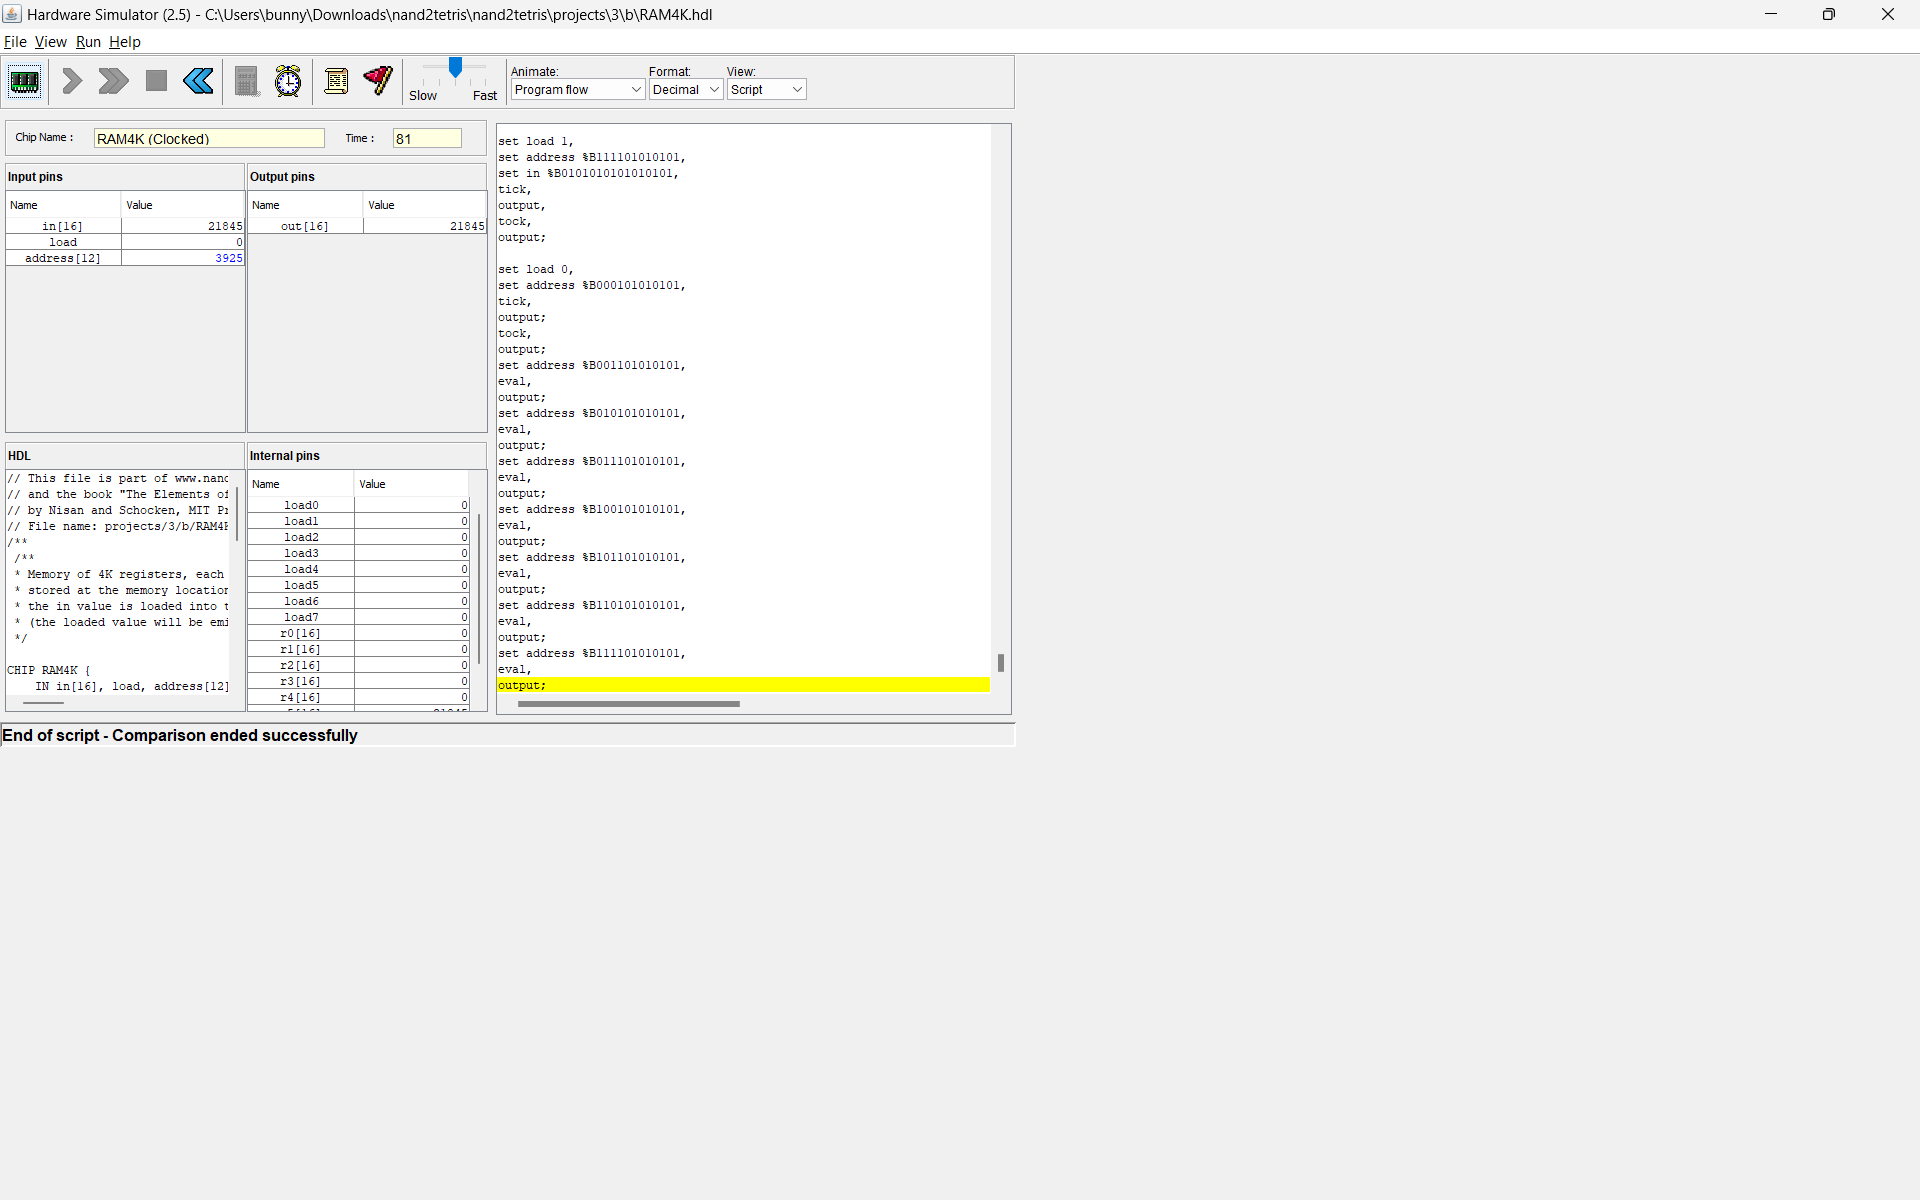 Hardware Simulator (2.5) - C:\Users\bunny\Downloads\nand2tetris\nand2tetris\projects\3\b\RAM4K.hdl
File View Run Help
Slow Fast
Animate: Format: View:
Program flow Decimal Script
Chip Name : RAM4K (Clocked) Time : 81
Input pins
Name Value
in[16] 21845
load 0
address[12] 3925
Output pins
Name Value
out[16] 21845
HDL
// This file is part of www.nand
// and the book "The Elements of
// by Nisan and Schocken, MIT Pr
// File name: projects/3/b/RAM4K
/**
/**
* Memory of 4K registers, each
* stored at the memory location
* the in value is loaded into t
* (the loaded value will be emi
*/
CHIP RAM4K {
IN in[16], load, address[12]
Internal pins
Name Value
load0 0
load1 0
load2 0
load3 0
load4 0
load5 0
load6 0
load7 0
r0[16] 0
r1[16] 0
r2[16] 0
r3[16] 0
r4[16] 0
set load 1,
set address %B111101010101,
set in %B0101010101010101,
tick,
output,
tock,
output;
set load 0,
set address %B000101010101,
tick,
output;
tock,
output;
set address %B001101010101,
eval,
output;
set address %B010101010101,
eval,
output;
set address %B011101010101,
eval,
output;
set address %B100101010101,
eval,
output;
set address %B101101010101,
eval,
output;
set address %B110101010101,
eval,
output;
set address %B111101010101,
eval,
output;
End of script - Comparison ended successfully